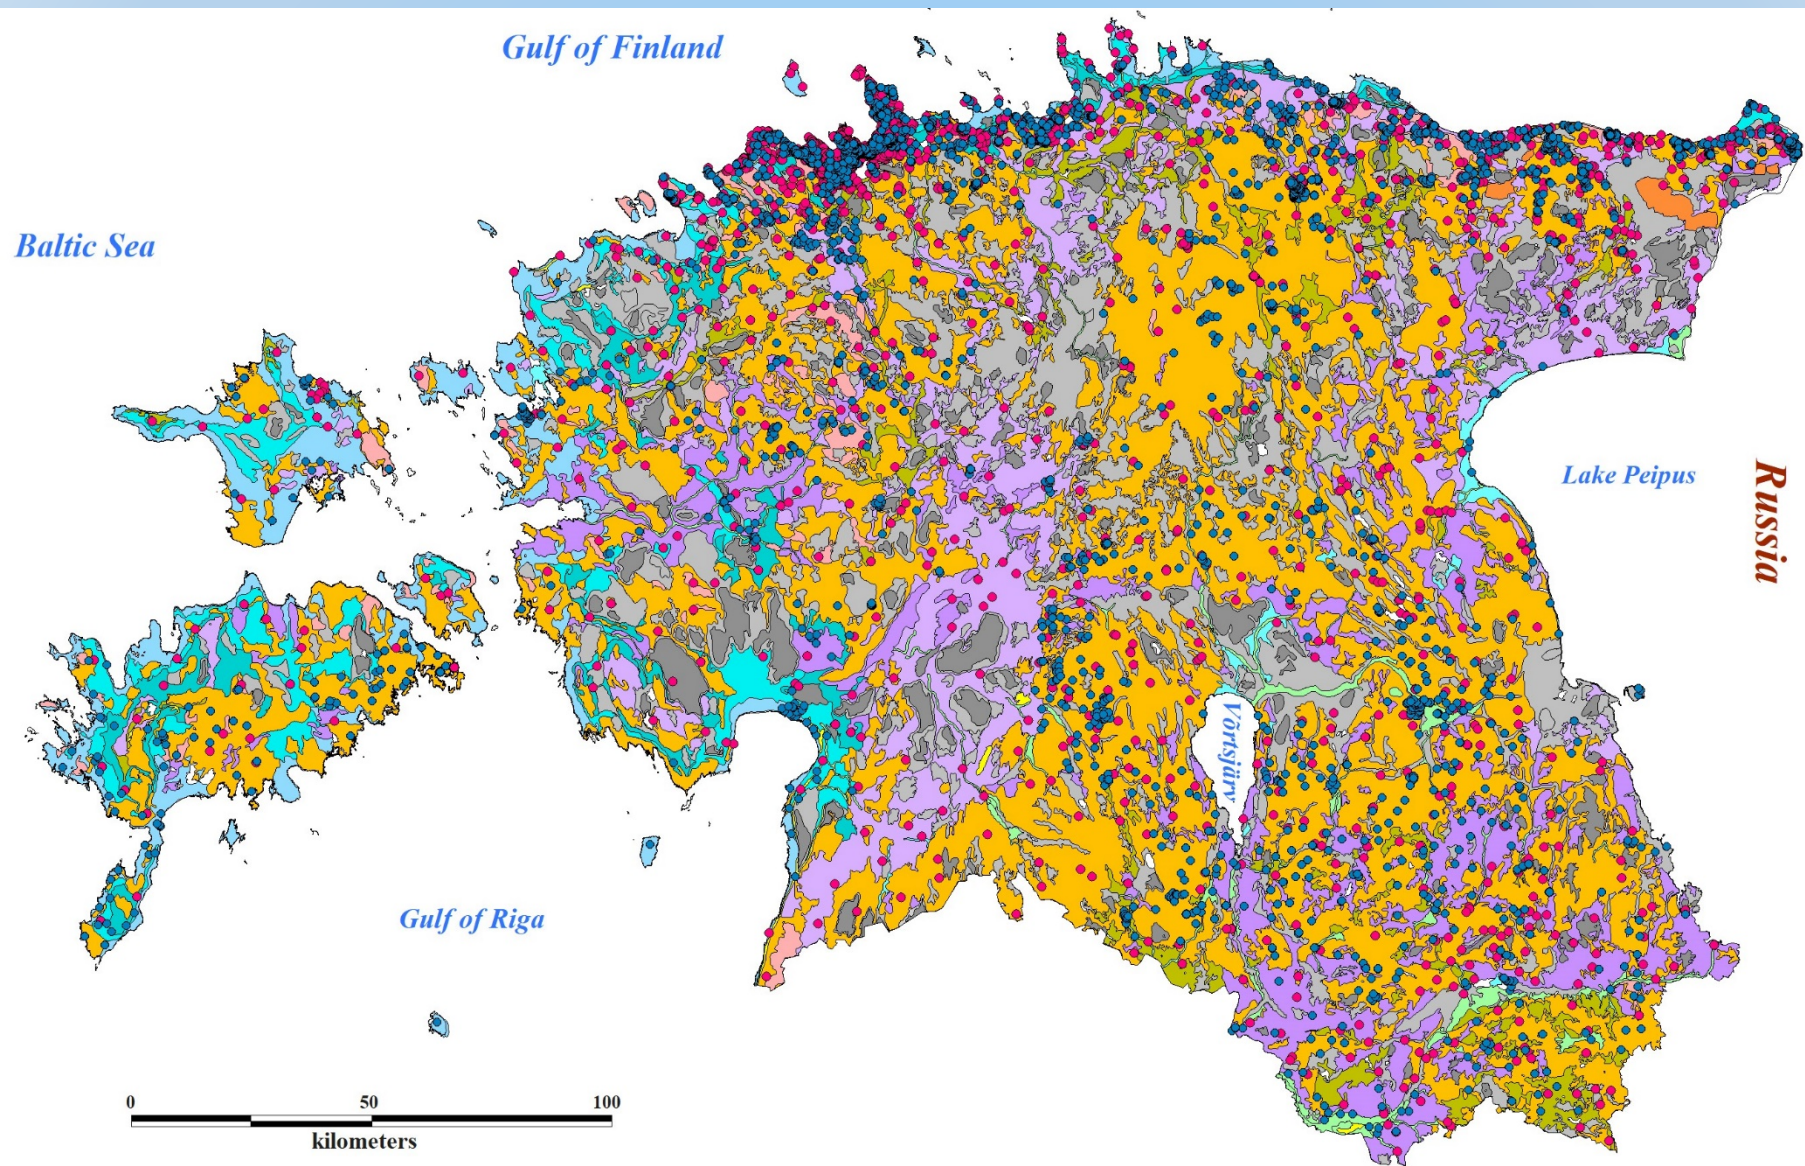 Gulf of Finland
Baltic Sea
Lake Peipus
Russia
Võrtsjärv
Gulf of Riga
0 50 100
kilometers